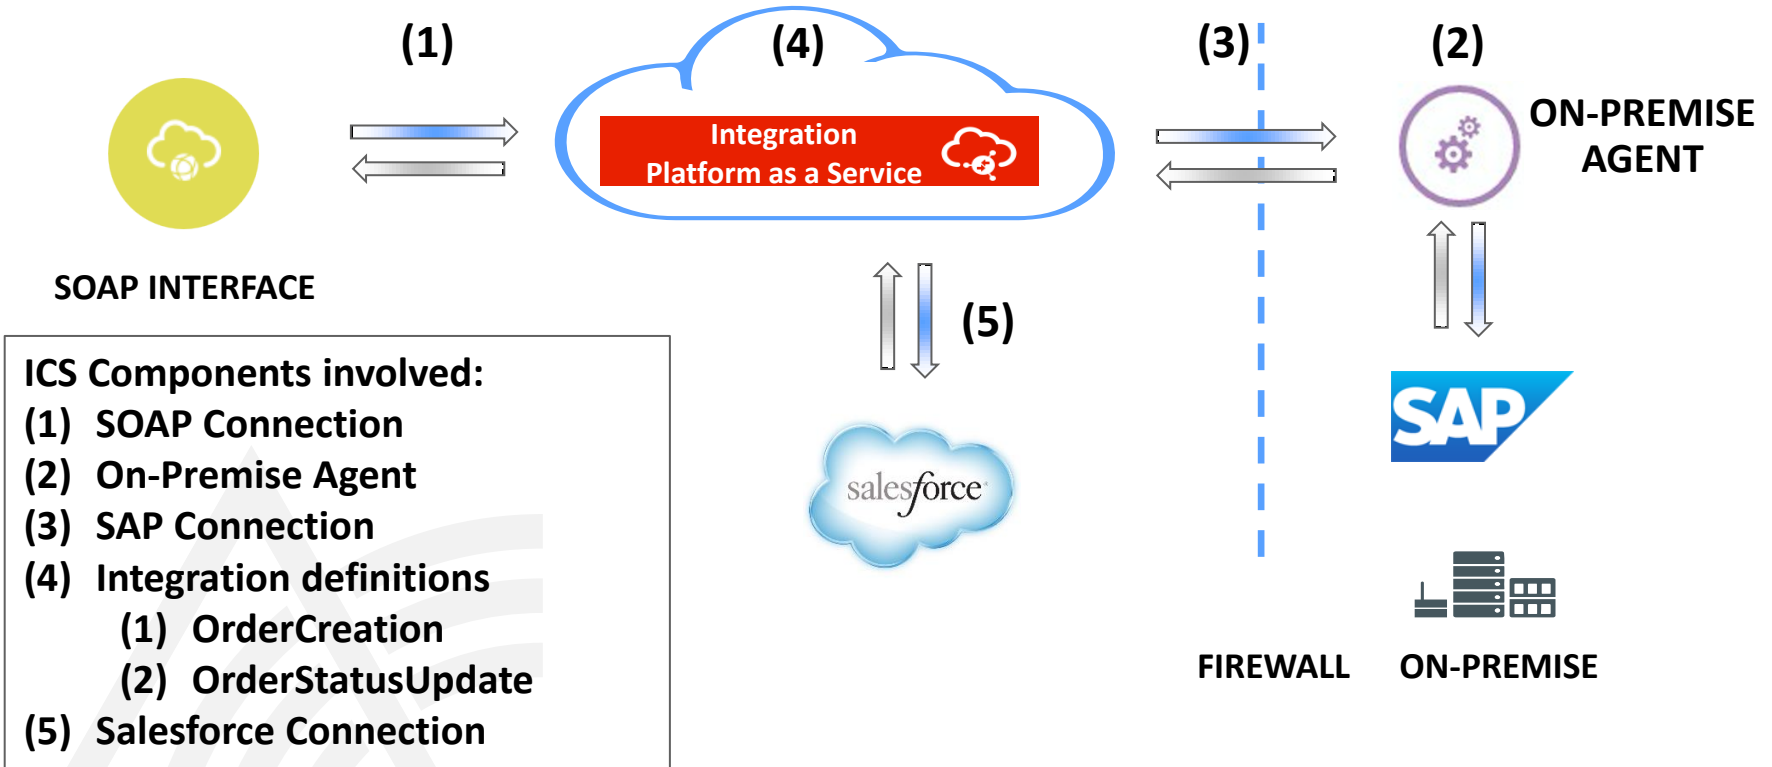 (1)
(4)
(3)
(2)
Integration
Platform as a Service
ON-PREMISE
AGENT
SOAP INTERFACE
(5)
ICS Components involved:
(1) SOAP Connection
(2) On-Premise Agent
(3) SAP Connection
(4) Integration definitions
(1) OrderCreation
(2) OrderStatusUpdate
(5) Salesforce Connection
salesforce
SAP
FIREWALL
ON-PREMISE